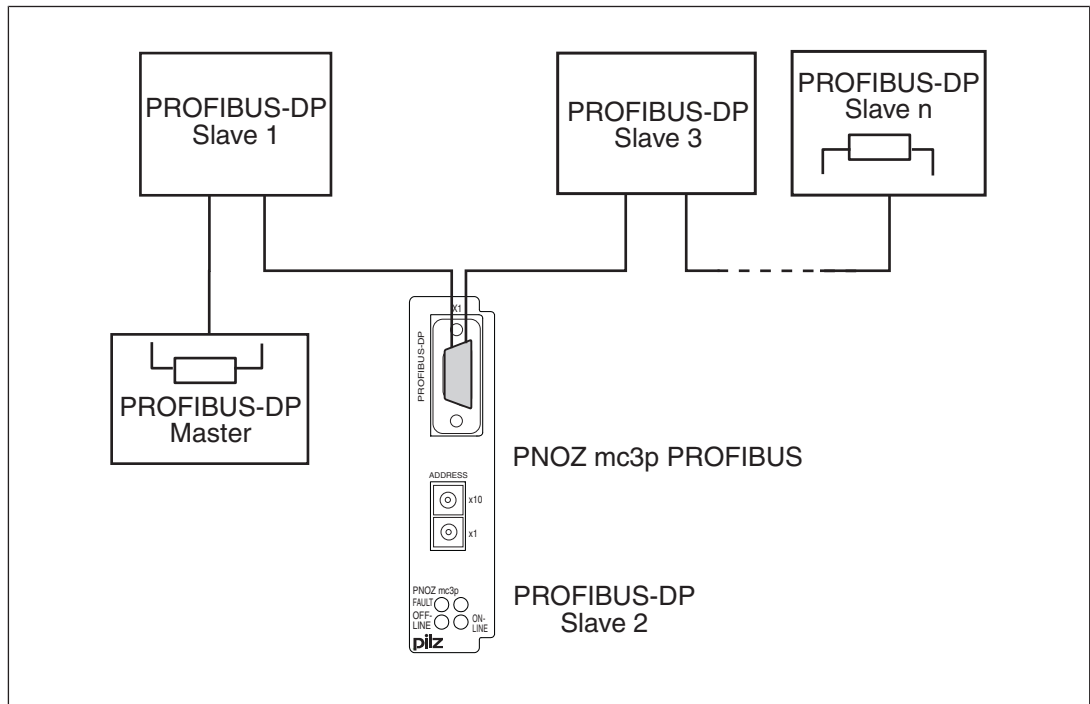 PROFIBUS-DP
Slave 1
PROFIBUS-DP
Slave 3
PROFIBUS-DP
Slave n
PROFIBUS-DP
Master
X1
PROFIBUS-DP
PNOZ mc3p PROFIBUS
ADDRESS
x10
x1
PNOZ mc3p
FAULT
OFF-
LINE
ON-
LINE
pilz
PROFIBUS-DP
Slave 2